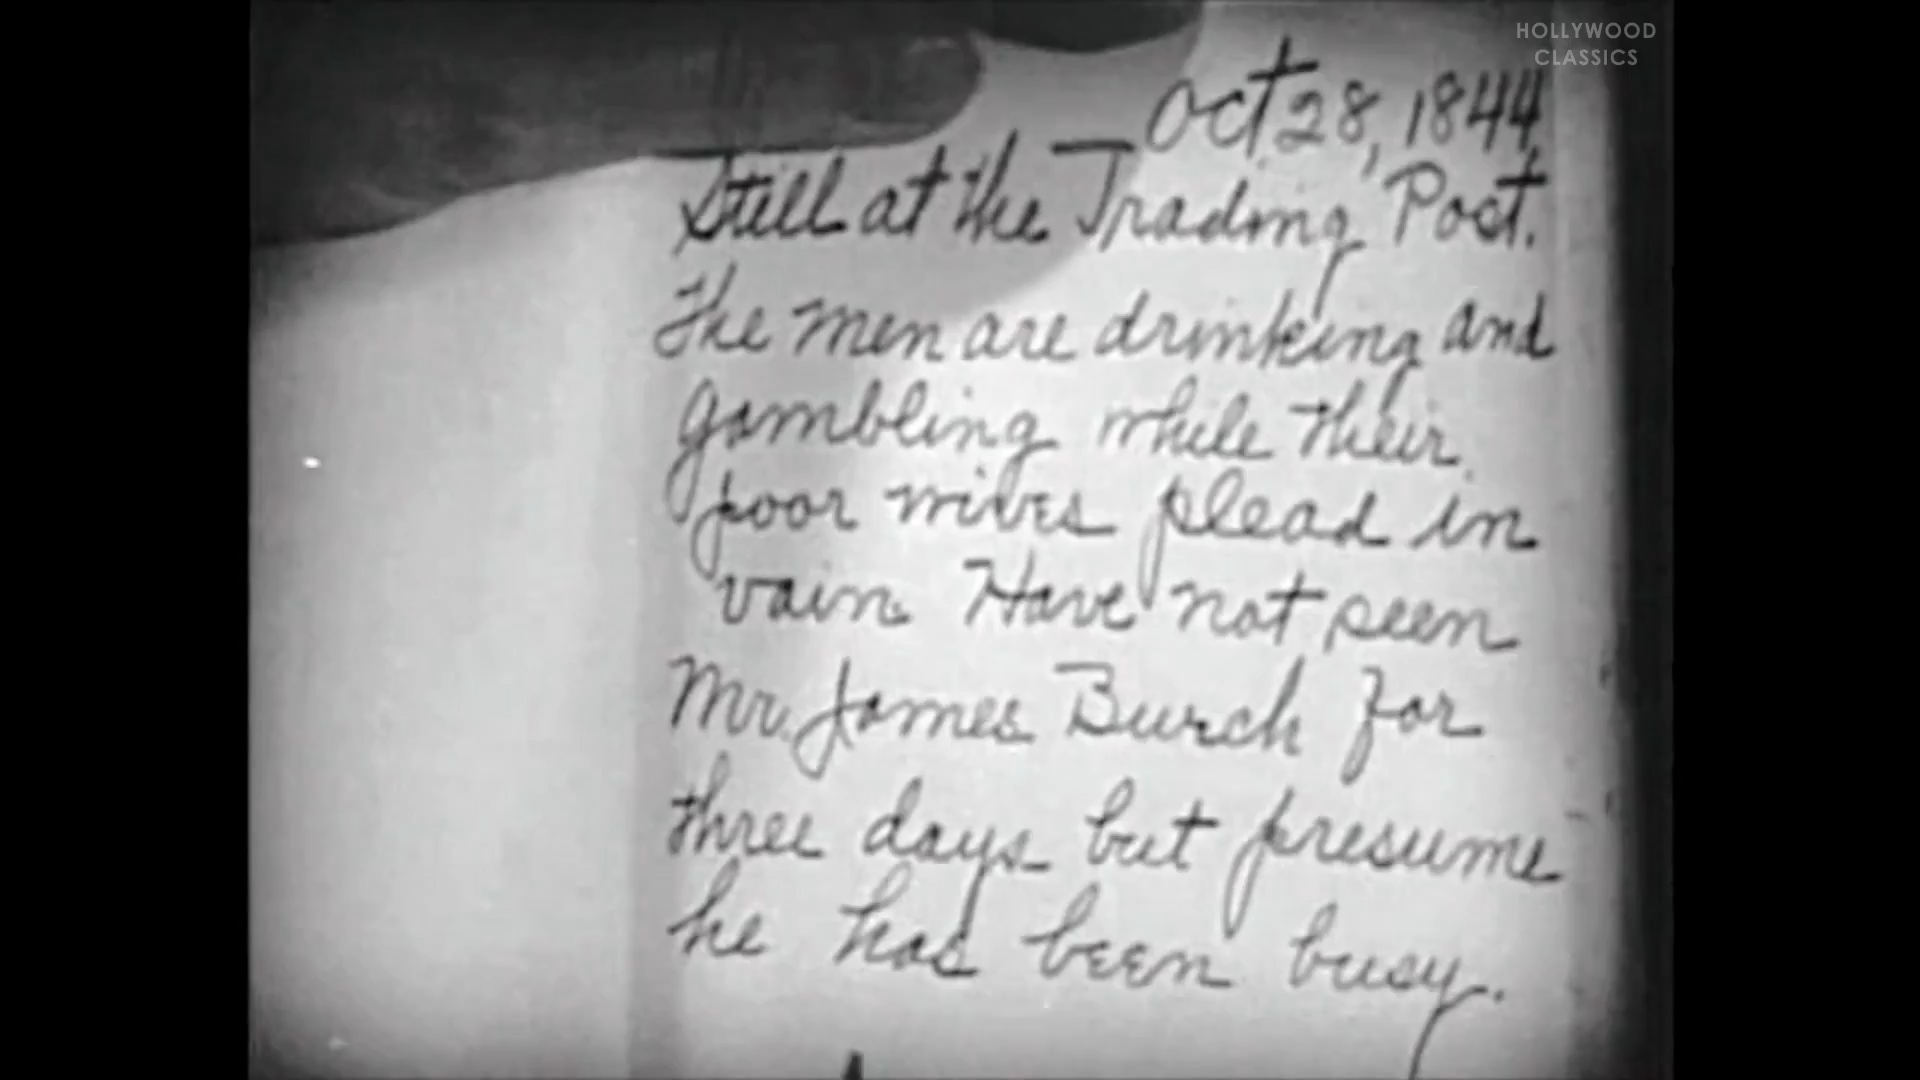 HOLLYWOOD
CLASSICS
Oct 28, 1844
Still at the Trading Post.
The men are drinking and
gambling while their
poor wives plead in
vain. Have not seen
Mr. James Burch for
three days but presume
he has been busy.